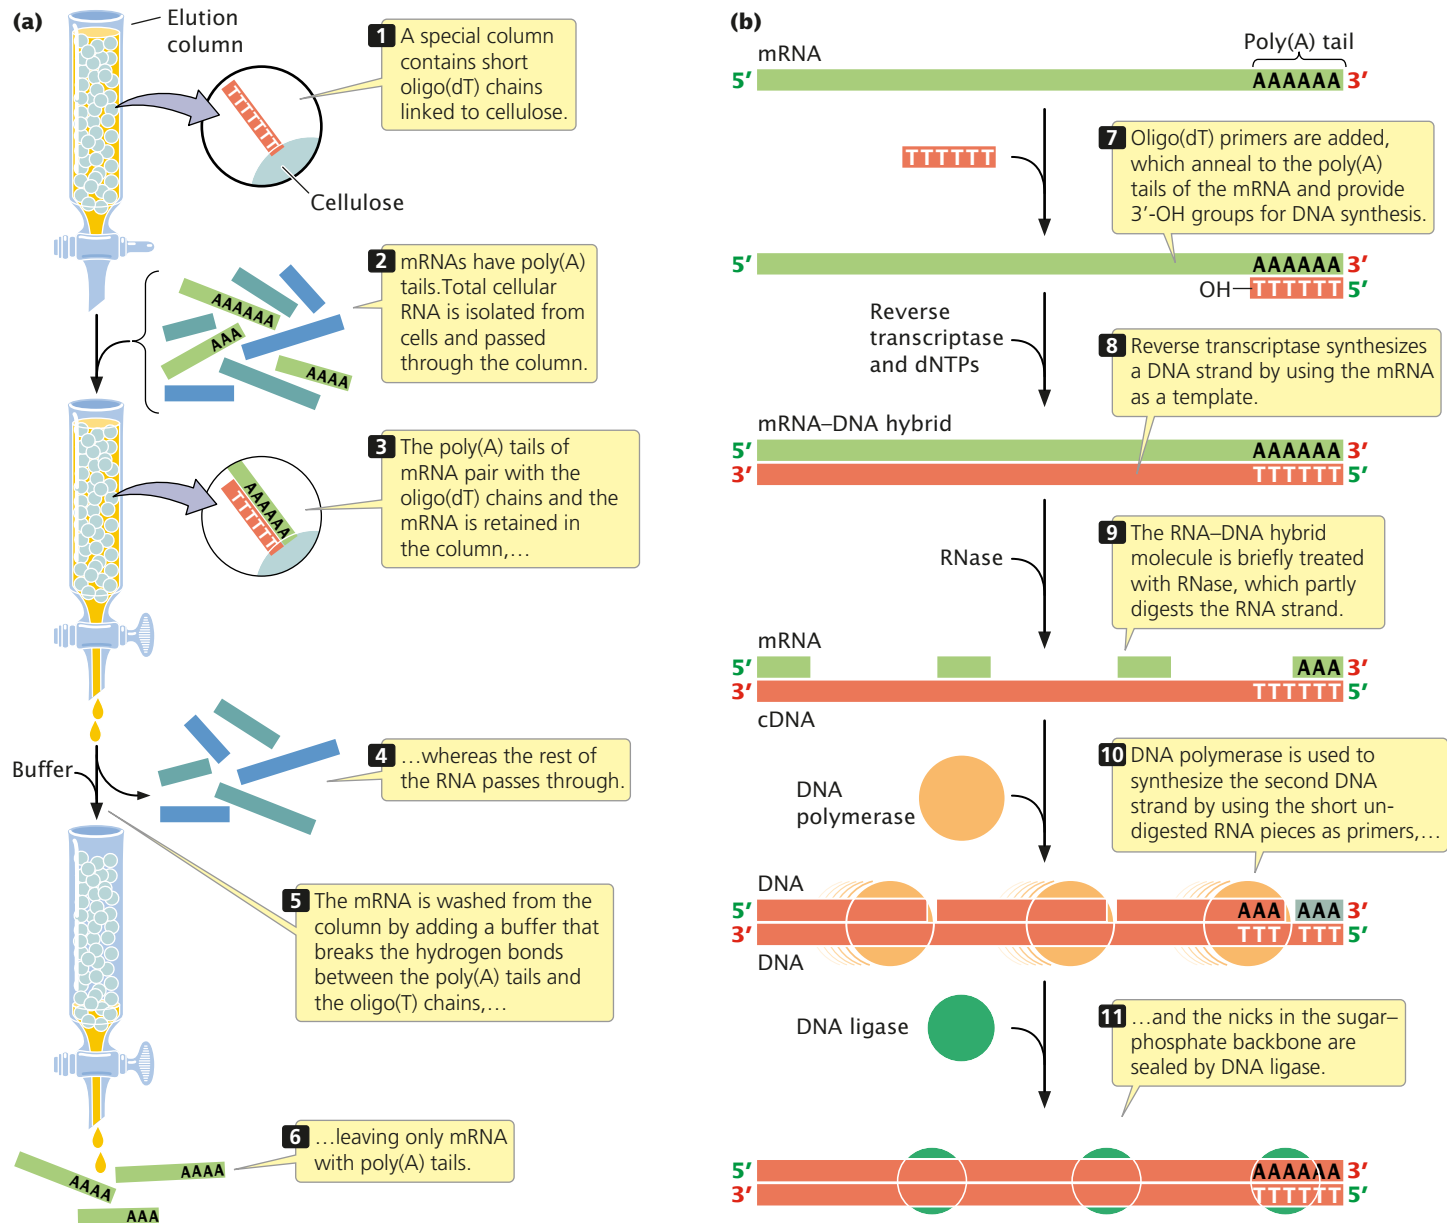 (a)
Elution
column
1 A special column
contains short
oligo(dT) chains
linked to cellulose.
TTTTTTT
Cellulose
2 mRNAs have poly(A)
tails.Total cellular
RNA is isolated from
cells and passed
through the column.
AAAAAA
AAA
AAAA
3 The poly(A) tails of
mRNA pair with the
oligo(dT) chains and the
mRNA is retained in
the column,…
AAAAAA
TTTTTT
4 …whereas the rest of
the RNA passes through.
Buffer
5 The mRNA is washed from the
column by adding a buffer that
breaks the hydrogen bonds
between the poly(A) tails and
the oligo(T) chains,…
6 …leaving only mRNA
with poly(A) tails.
AAAA
AAAA
AAA
(b)
Poly(A) tail
mRNA
5′ AAAAAA 3′
7 Oligo(dT) primers are added,
which anneal to the poly(A)
tails of the mRNA and provide
3′-OH groups for DNA synthesis.
TTTTTT
5′ AAAAAA 3′
OH TTTTTT 5′
Reverse
transcriptase
and dNTPs
8 Reverse transcriptase synthesizes
a DNA strand by using the mRNA
as a template.
mRNA–DNA hybrid
5′ AAAAAA 3′
3′ TTTTTT 5′
RNase
9 The RNA–DNA hybrid
molecule is briefly treated
with RNase, which partly
digests the RNA strand.
mRNA
5′ AAA 3′
3′ TTTTTT 5′
cDNA
DNA
polymerase
10 DNA polymerase is used to
synthesize the second DNA
strand by using the short un-
digested RNA pieces as primers,…
DNA
5′ AAA AAA 3′
3′ TTT TTT 5′
DNA
DNA ligase
11 …and the nicks in the sugar–
phosphate backbone are
sealed by DNA ligase.
5′ AAAAAA 3′
3′ TTTTTT 5′